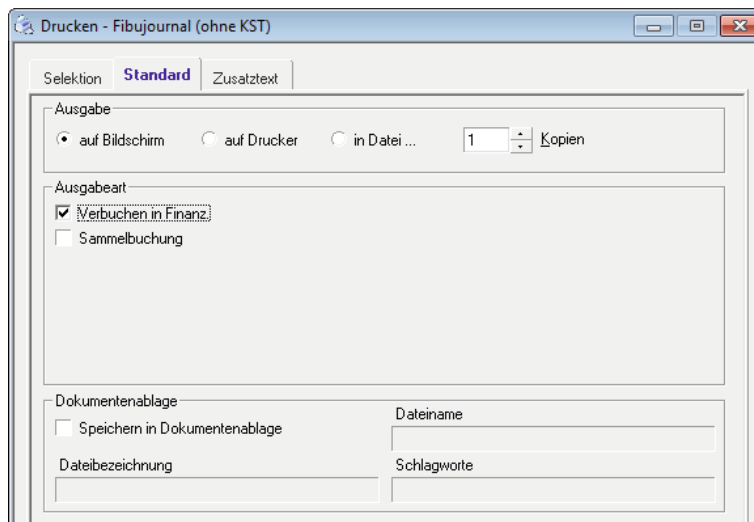 Drucken - Fibujournal (ohne KST)
Selektion Standard Zusatztext
Ausgabe
auf Bildschirm auf Drucker in Datei ... 1 Kopien
Ausgabeart
Verbuchen in Finanz.
Sammelbuchung
Dokumentenablage
Speichern in Dokumentenablage Dateiname
Dateibezeichnung Schlagworte